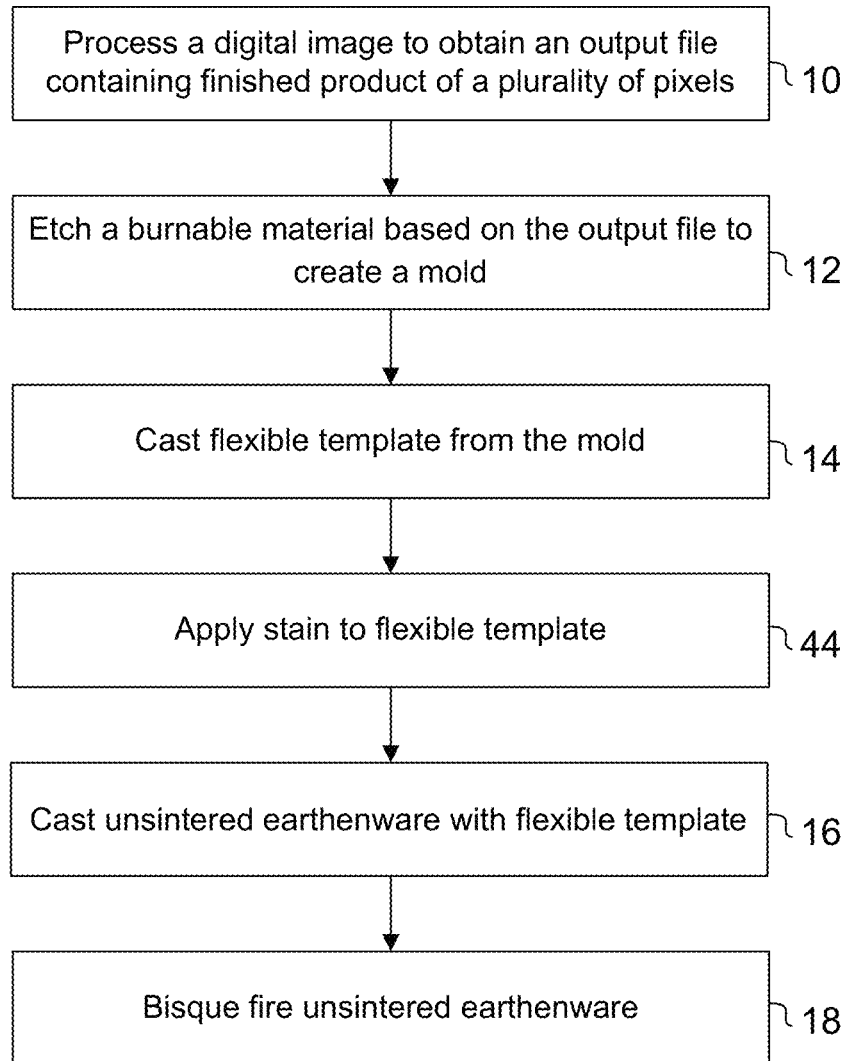 Process a digital image to obtain an output file
containing finished product of a plurality of pixels
10
Etch a burnable material based on the output file to
create a mold
12
Cast flexible template from the mold
14
Apply stain to flexible template
44
Cast unsintered earthenware with flexible template
16
Bisque fire unsintered earthenware
18